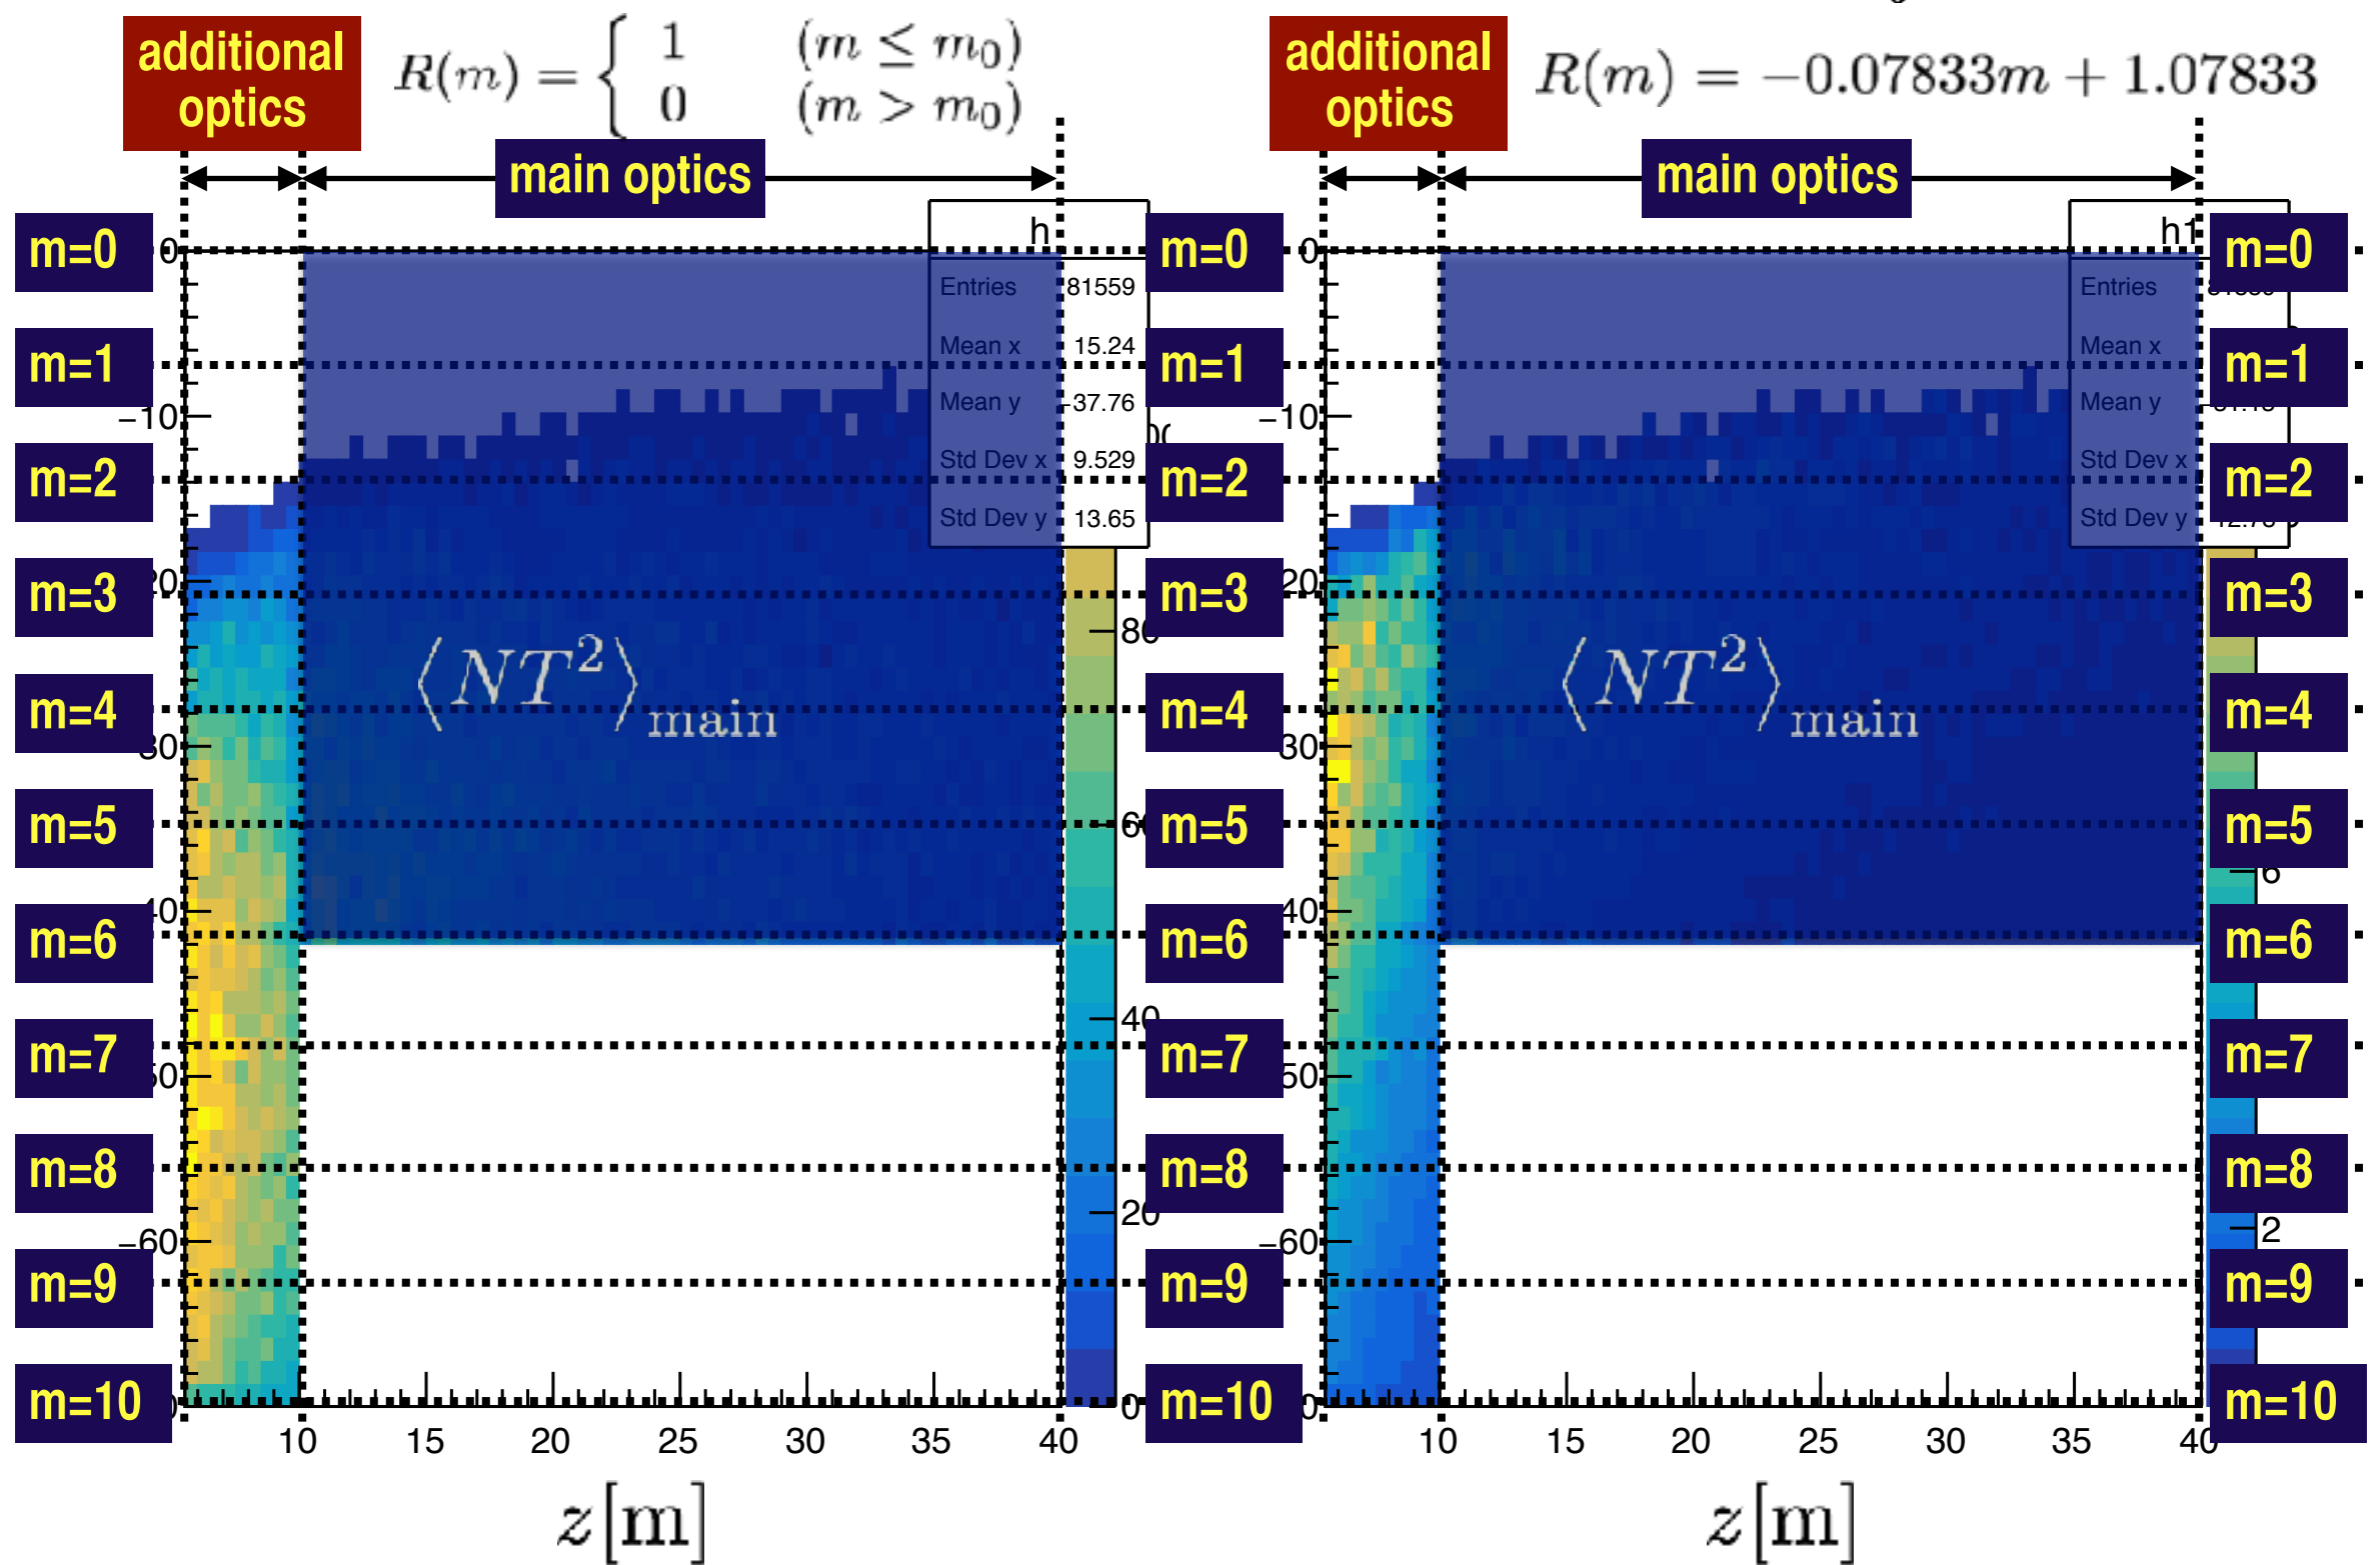 additional
optics
R(m) = { 1 (m ≤ m₀)
0 (m > m₀)
main optics
m=0
m=1
m=2
m=3
m=4
m=5
m=6
m=7
m=8
m=9
m=10
0
−10
−60
h
Entries 81559
Mean x 15.24
Mean y −37.76
Std Dev x 9.529
Std Dev y 13.65
⟨NT²⟩main
80
40
20
0
10 15 20 25 30 35 40
z[m]
additional
optics
R(m) = −0.07833m + 1.07833
main optics
m=0
m=1
m=2
m=3
m=4
m=5
m=6
m=7
m=8
m=9
m=10
0
−10
−60
h1
Entries
Mean x
Mean y
Std Dev x
Std Dev y
⟨NT²⟩main
m=0
m=1
m=2
m=3
m=4
m=5
m=6
m=7
m=8
m=9
m=10
6
2
10 15 20 25 30 35 40
z[m]